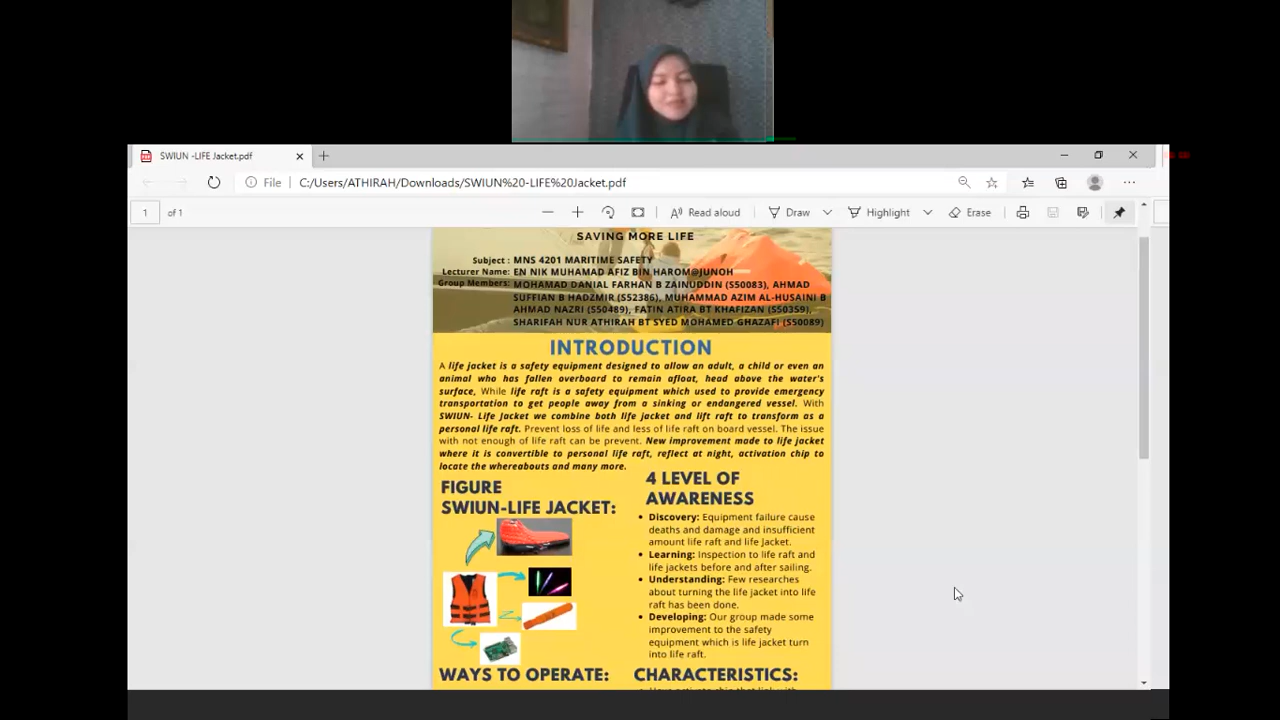 SWIUN -LIFE Jacket.pdf
File C:/Users/ATHIRAH/Downloads/SWIUN%20-LIFE%20Jacket.pdf
1 of 1 Read aloud Draw Highlight Erase
SAVING MORE LIFE
Subject : MNS 4201 MARITIME SAFETY
Lecturer Name: EN NIK MUHAMAD AFIZ BIN HAROM@JUNOH
Group Members: MOHAMAD DANIAL FARHAN B ZAINUDDIN (S50083), AHMAD
SUFFIAN B HADZMIR (S52386), MUHAMMAD AZIM AL-HUSAINI B
AHMAD NAZRI (S50489), FATIN ATIRA BT KHAFIZAN (S50359),
SHARIFAH NUR ATHIRAH BT SYED MOHAMED GHAZAFI (S50089)
INTRODUCTION
A life jacket is a safety equipment designed to allow an adult, a child or even an
animal who has fallen overboard to remain afloat, head above the water's
surface, While life raft is a safety equipment which used to provide emergency
transportation to get people away from a sinking or endangered vessel. With
SWIUN- Life Jacket we combine both life jacket and lift raft to transform as a
personal life raft. Prevent loss of life and less of life raft on board vessel. The issue
with not enough of life raft can be prevent. New improvement made to life jacket
where it is convertible to personal life raft, reflect at night, activation chip to
locate the whereabouts and many more.
FIGURE
SWIUN-LIFE JACKET:
4 LEVEL OF
AWARENESS
• Discovery: Equipment failure cause
deaths and damage and insufficient
amount life raft and life Jacket.
• Learning: Inspection to life raft and
life jackets before and after sailing.
• Understanding: Few researches
about turning the life jacket into life
raft has been done.
• Developing: Our group made some
improvement to the safety
equipment which is life jacket turn
into life raft.
WAYS TO OPERATE:
CHARACTERISTICS: